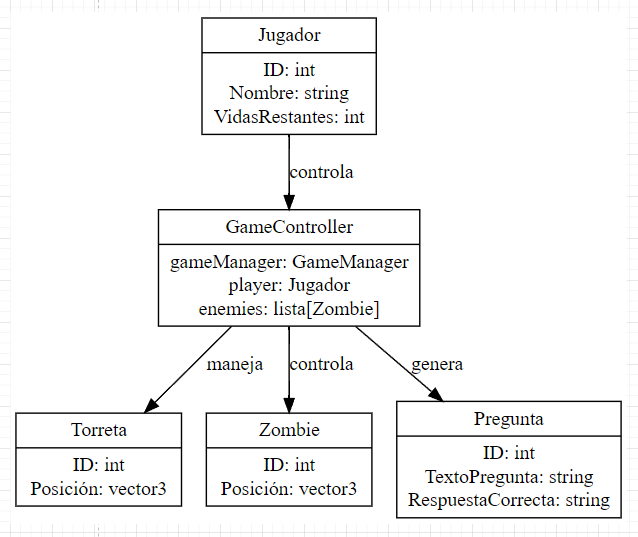 Jugador
ID: int
Nombre: string
VidasRestantes: int
controla
GameController
gameManager: GameManager
player: Jugador
enemies: lista[Zombie]
maneja
controla
genera
Torreta
ID: int
Posición: vector3
Zombie
ID: int
Posición: vector3
Pregunta
ID: int
TextoPregunta: string
RespuestaCorrecta: string